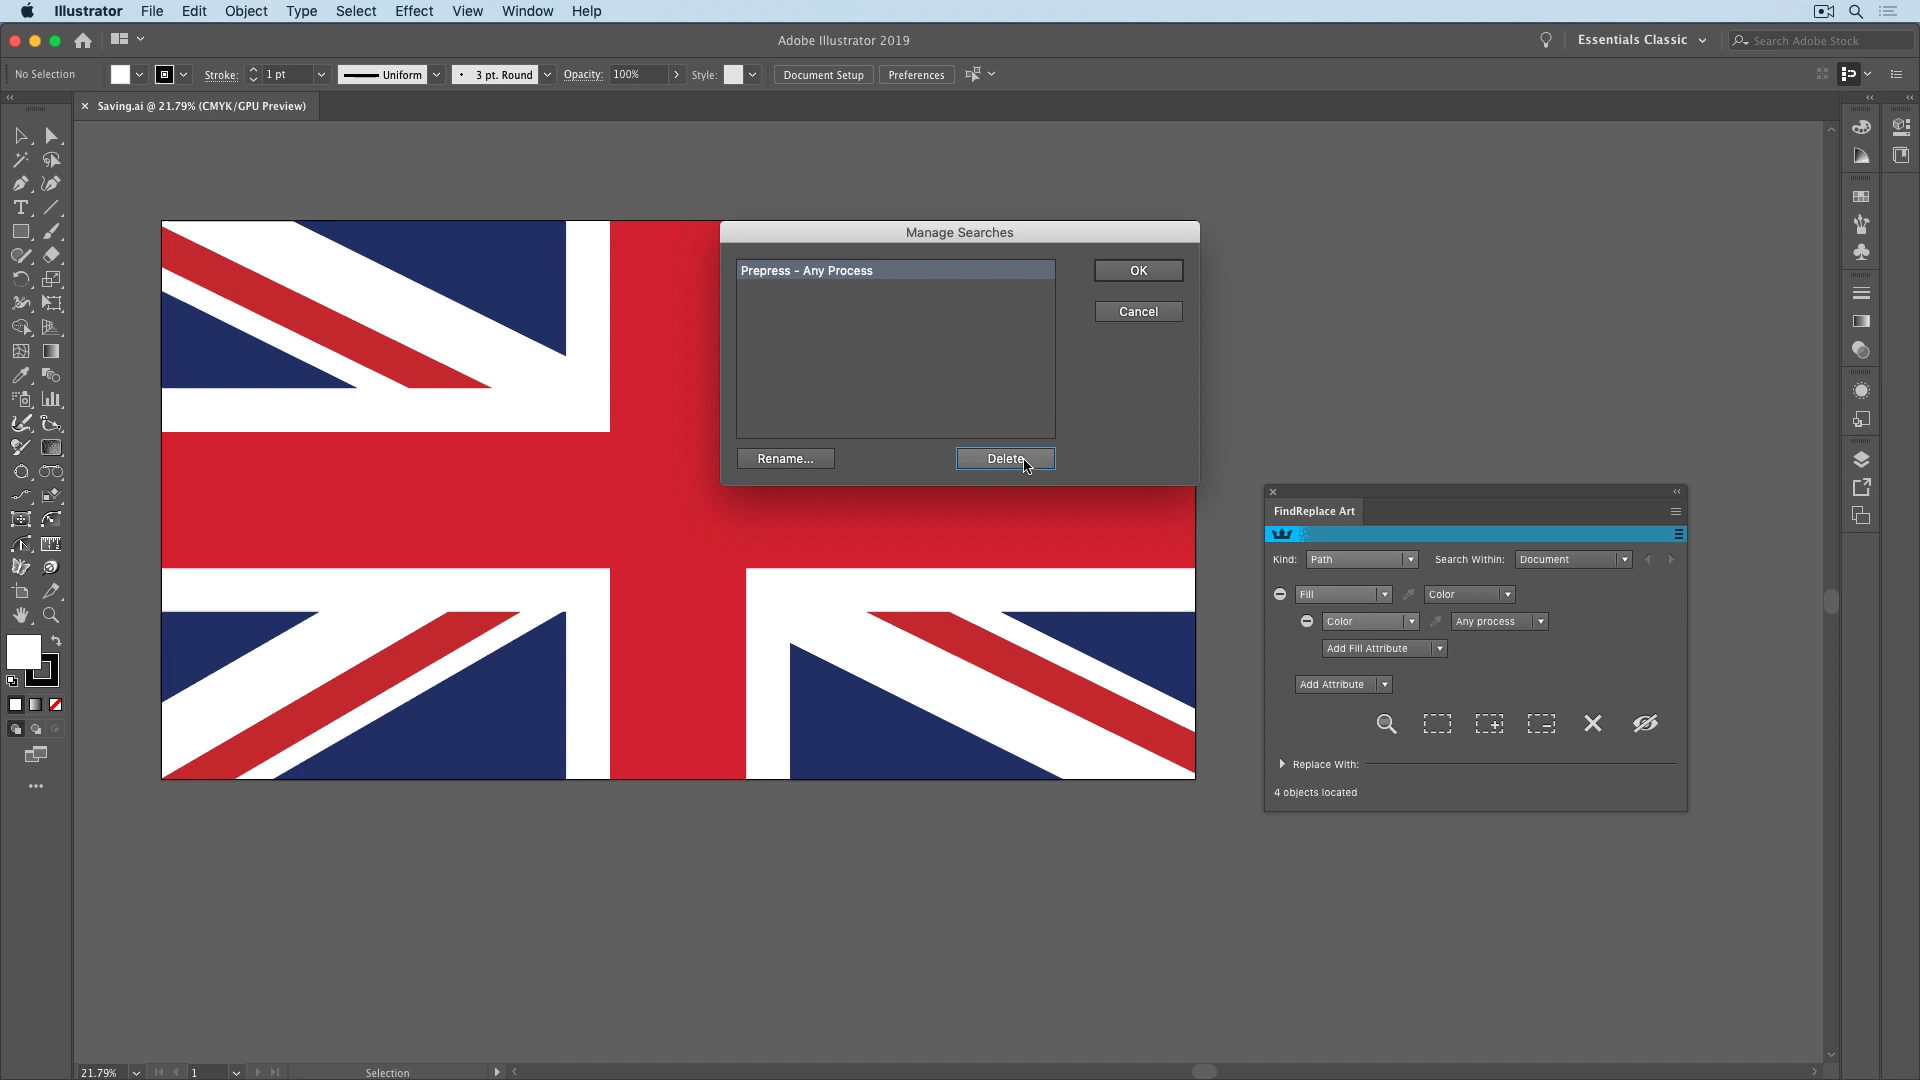 Illustrator File Edit Object Type Select Effect View Window Help
Adobe Illustrator 2019
Essentials Classic
Search Adobe Stock
No Selection
Stroke: 1 pt
Uniform
3 pt. Round
Opacity: 100%
Style:
Document Setup
Preferences
× Saving.ai @ 21.79% (CMYK/GPU Preview)
Manage Searches
Prepress - Any Process
OK
Cancel
Rename...
Delete
FindReplace Art
Kind: Path
Search Within: Document
Fill
Color
Color
Any process
Add Fill Attribute
Add Attribute
Replace With:
4 objects located
21.79%
1
Selection